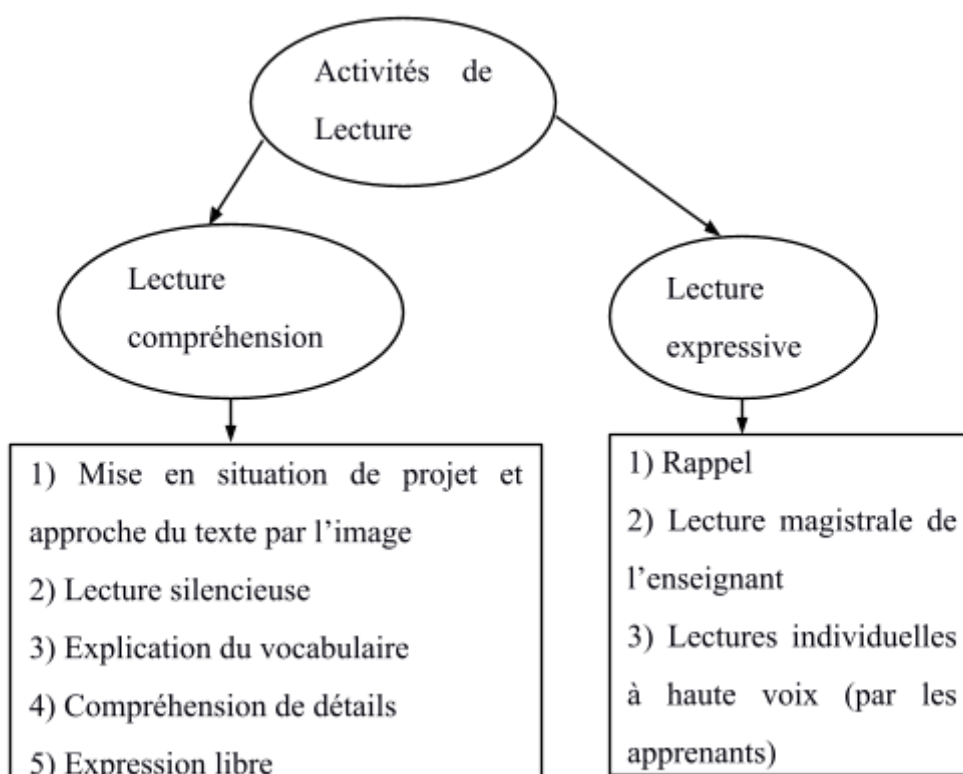 Activités de
Lecture
Lecture
compréhension
Lecture
expressive
1) Mise en situation de projet et
approche du texte par l’image
2) Lecture silencieuse
3) Explication du vocabulaire
4) Compréhension de détails
5) Expression libre
1) Rappel
2) Lecture magistrale de
l’enseignant
3) Lectures individuelles
à haute voix (par les
apprenants)